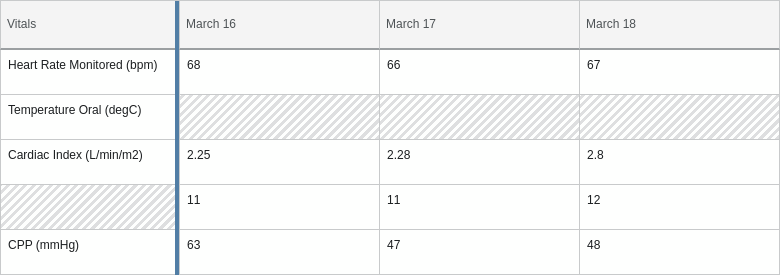 Vitals March 16 March 17 March 18
Heart Rate Monitored (bpm) 68 66 67
Temperature Oral (degC)
Cardiac Index (L/min/m2) 2.25 2.28 2.8
11 11 12
CPP (mmHg) 63 47 48